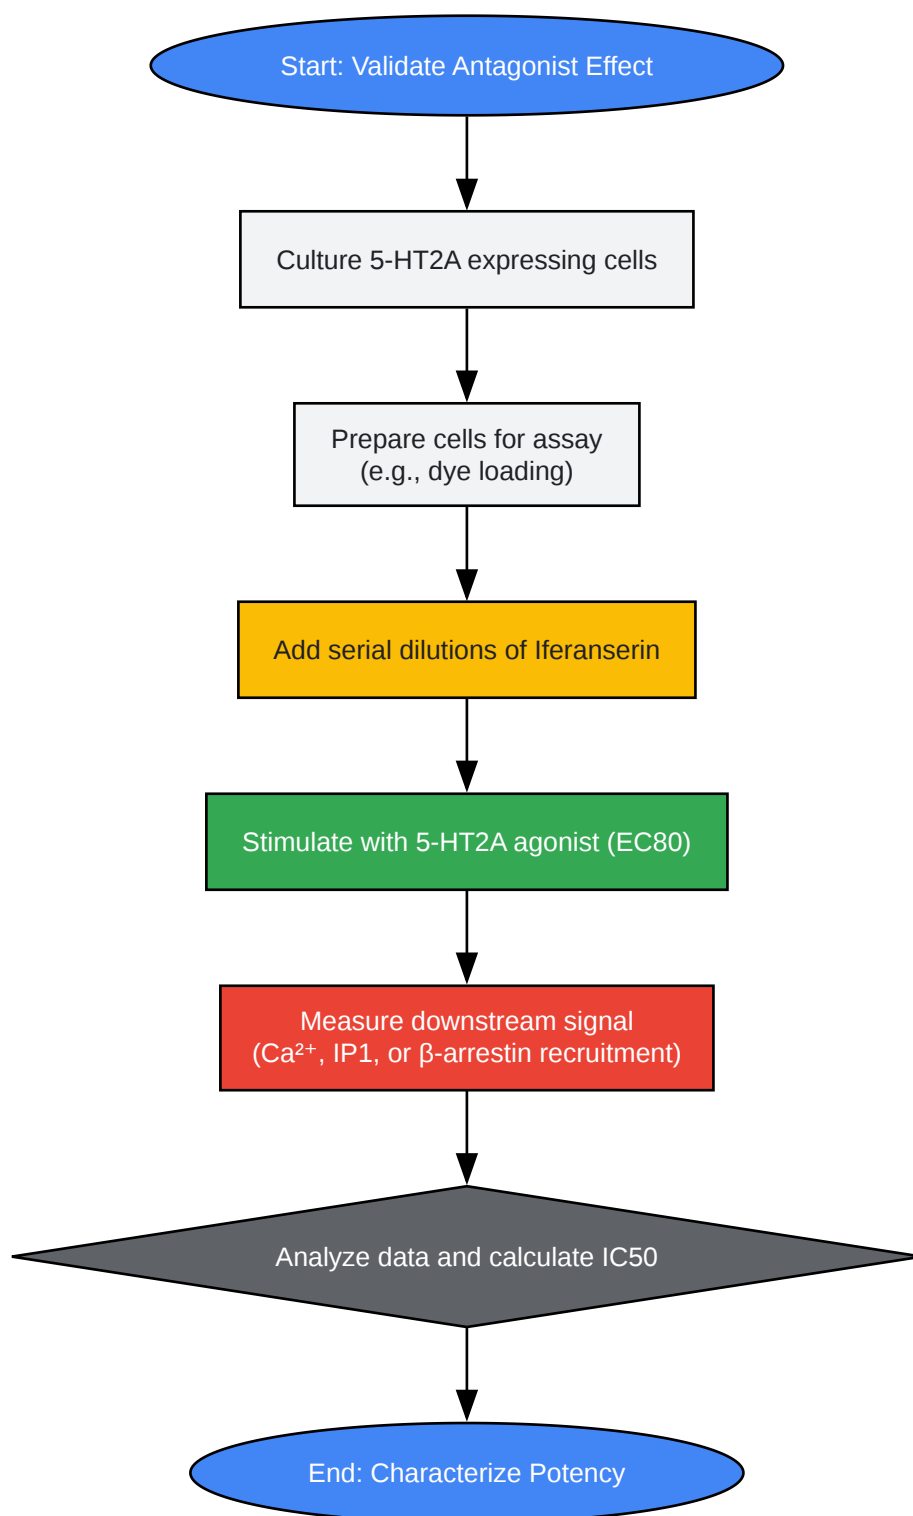 Start: Validate Antagonist Effect
Culture 5-HT2A expressing cells
Prepare cells for assay
(e.g., dye loading)
Add serial dilutions of Iferanserin
Stimulate with 5-HT2A agonist (EC80)
Measure downstream signal
(Ca²⁺, IP1, or β-arrestin recruitment)
Analyze data and calculate IC50
End: Characterize Potency